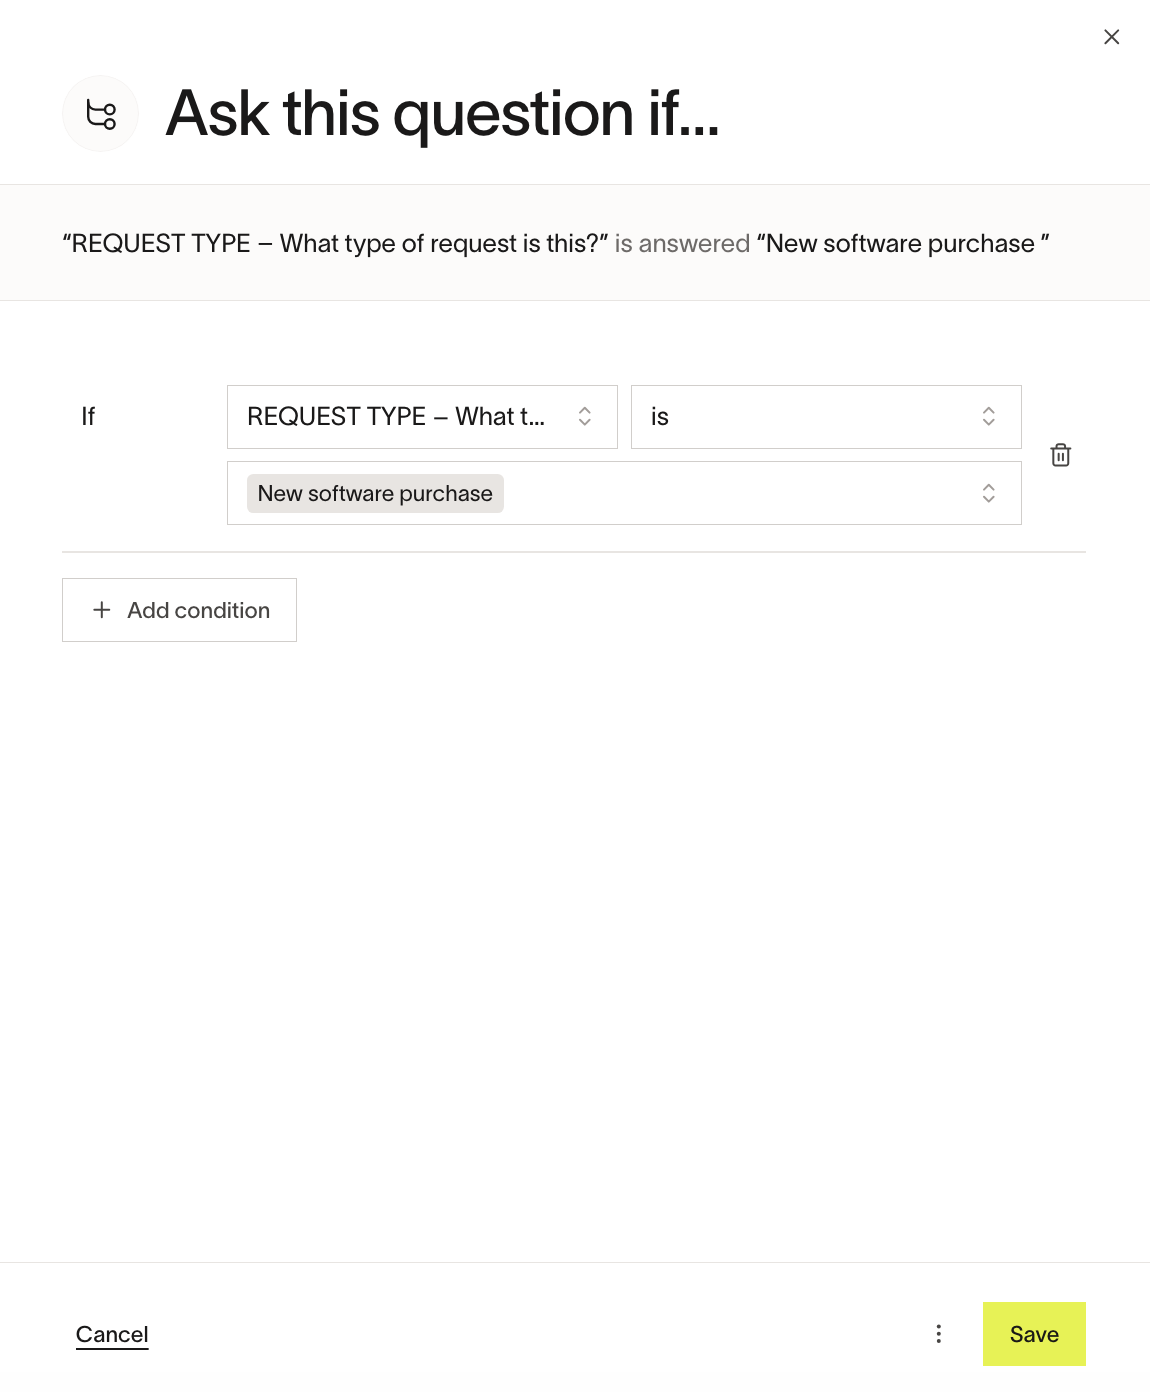 Ask this question if...
“REQUEST TYPE – What type of request is this?” is answered “New software purchase ”
If
REQUEST TYPE – What t...
is
New software purchase
Add condition
Cancel
Save